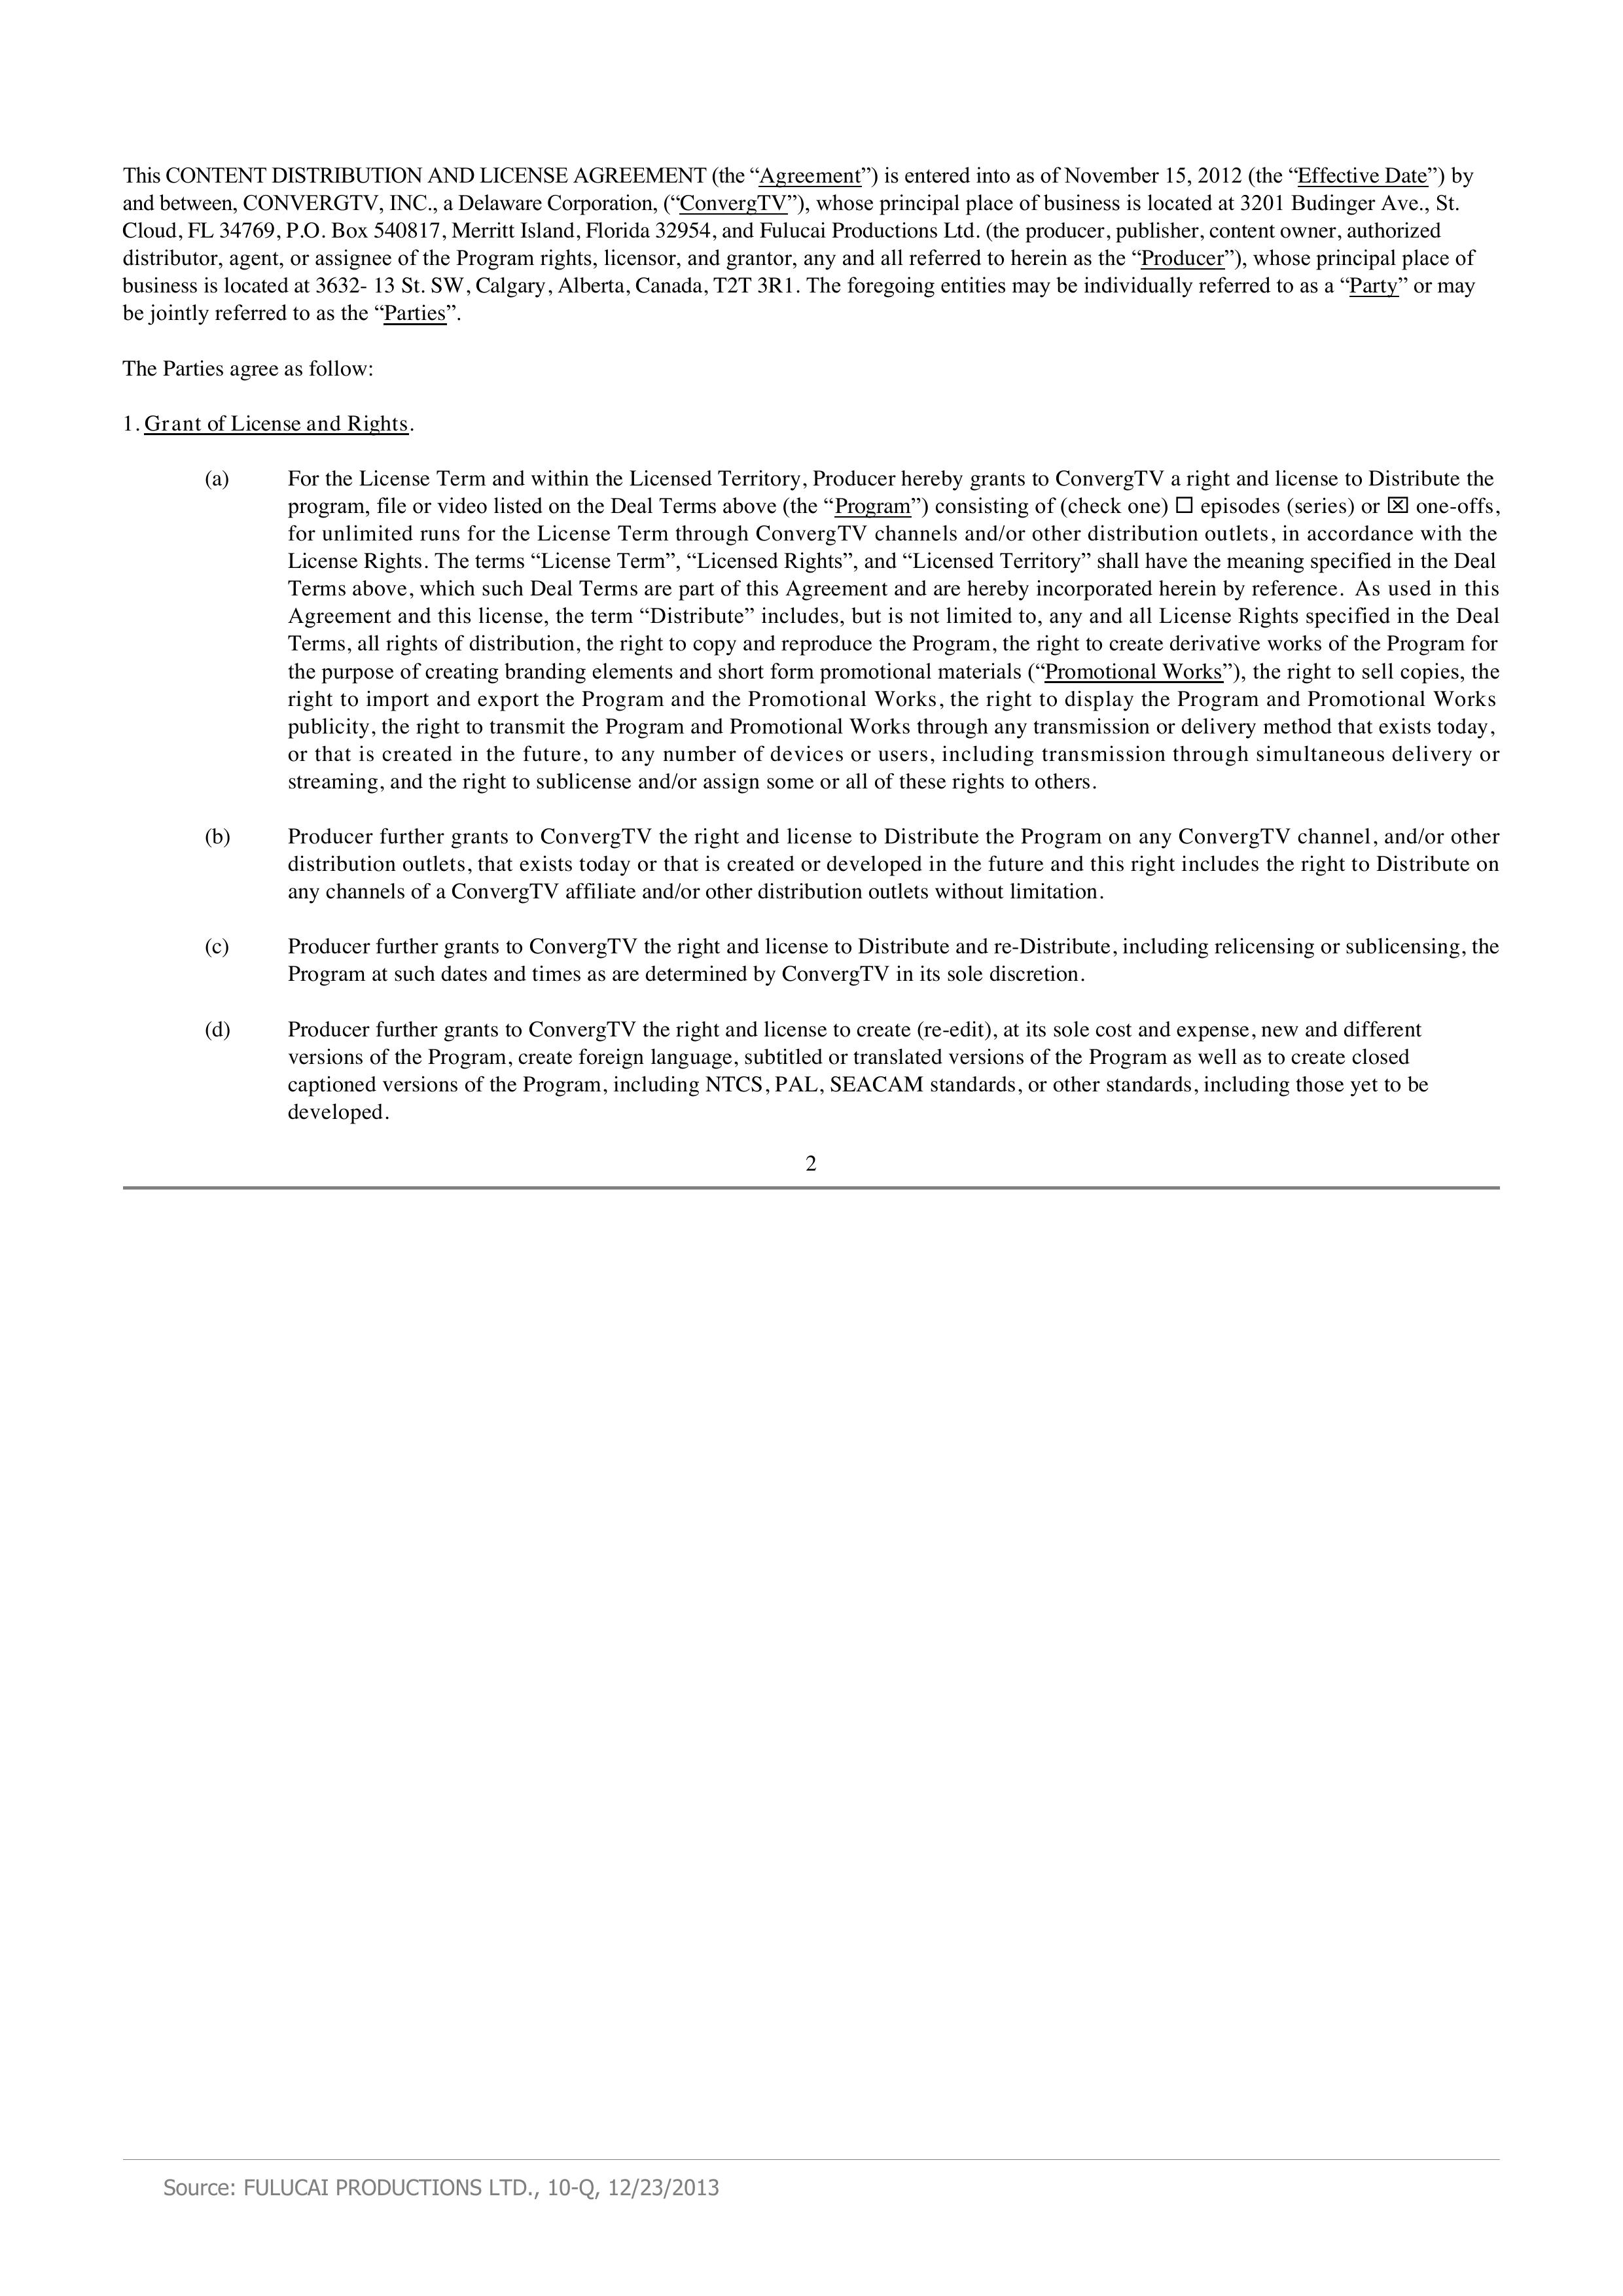 This CONTENT DISTRIBUTION AND LICENSE AGREEMENT (the “Agreement”) is entered into as of November 15, 2012 (the “Effective Date”) by
and between, CONVERGTV, INC., a Delaware Corporation, (“ConvergTV”), whose principal place of business is located at 3201 Budinger Ave., St.
Cloud, FL 34769, P.O. Box 540817, Merritt Island, Florida 32954, and Fulucai Productions Ltd. (the producer, publisher, content owner, authorized
distributor, agent, or assignee of the Program rights, licensor, and grantor, any and all referred to herein as the “Producer”), whose principal place of
business is located at 3632- 13 St. SW, Calgary, Alberta, Canada, T2T 3R1. The foregoing entities may be individually referred to as a “Party” or may
be jointly referred to as the “Parties”.
The Parties agree as follow:
1. Grant of License and Rights.
(a) For the License Term and within the Licensed Territory, Producer hereby grants to ConvergTV a right and license to Distribute the
program, file or video listed on the Deal Terms above (the “Program”) consisting of (check one) ☐ episodes (series) or ☒ one-offs,
for unlimited runs for the License Term through ConvergTV channels and/or other distribution outlets, in accordance with the
License Rights. The terms “License Term”, “Licensed Rights”, and “Licensed Territory” shall have the meaning specified in the Deal
Terms above, which such Deal Terms are part of this Agreement and are hereby incorporated herein by reference. As used in this
Agreement and this license, the term “Distribute” includes, but is not limited to, any and all License Rights specified in the Deal
Terms, all rights of distribution, the right to copy and reproduce the Program, the right to create derivative works of the Program for
the purpose of creating branding elements and short form promotional materials (“Promotional Works”), the right to sell copies, the
right to import and export the Program and the Promotional Works, the right to display the Program and Promotional Works
publicity, the right to transmit the Program and Promotional Works through any transmission or delivery method that exists today,
or that is created in the future, to any number of devices or users, including transmission through simultaneous delivery or
streaming, and the right to sublicense and/or assign some or all of these rights to others.
(b) Producer further grants to ConvergTV the right and license to Distribute the Program on any ConvergTV channel, and/or other
distribution outlets, that exists today or that is created or developed in the future and this right includes the right to Distribute on
any channels of a ConvergTV affiliate and/or other distribution outlets without limitation.
(c) Producer further grants to ConvergTV the right and license to Distribute and re-Distribute, including relicensing or sublicensing, the
Program at such dates and times as are determined by ConvergTV in its sole discretion.
(d) Producer further grants to ConvergTV the right and license to create (re-edit), at its sole cost and expense, new and different
versions of the Program, create foreign language, subtitled or translated versions of the Program as well as to create closed
captioned versions of the Program, including NTCS, PAL, SEACAM standards, or other standards, including those yet to be
developed.
2
Source: FULUCAI PRODUCTIONS LTD., 10-Q, 12/23/2013